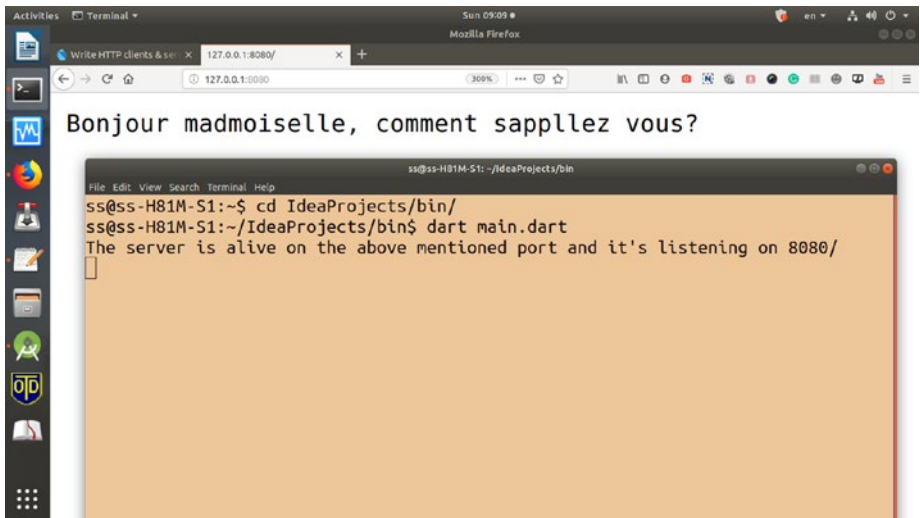 Activities Terminal Sun 09:09 en
Mozilla Firefox
Write HTTP clients & ser 127.0.0.1:8080/
127.0.0.1:8080 300%
Bonjour madmoiselle, comment sappllez vous?
ss@ss-H81M-S1: ~/IdeaProjects/bin
File Edit View Search Terminal Help
ss@ss-H81M-S1:~$ cd IdeaProjects/bin/
ss@ss-H81M-S1:~/IdeaProjects/bin$ dart main.dart
The server is alive on the above mentioned port and it's listening on 8080/
OTD